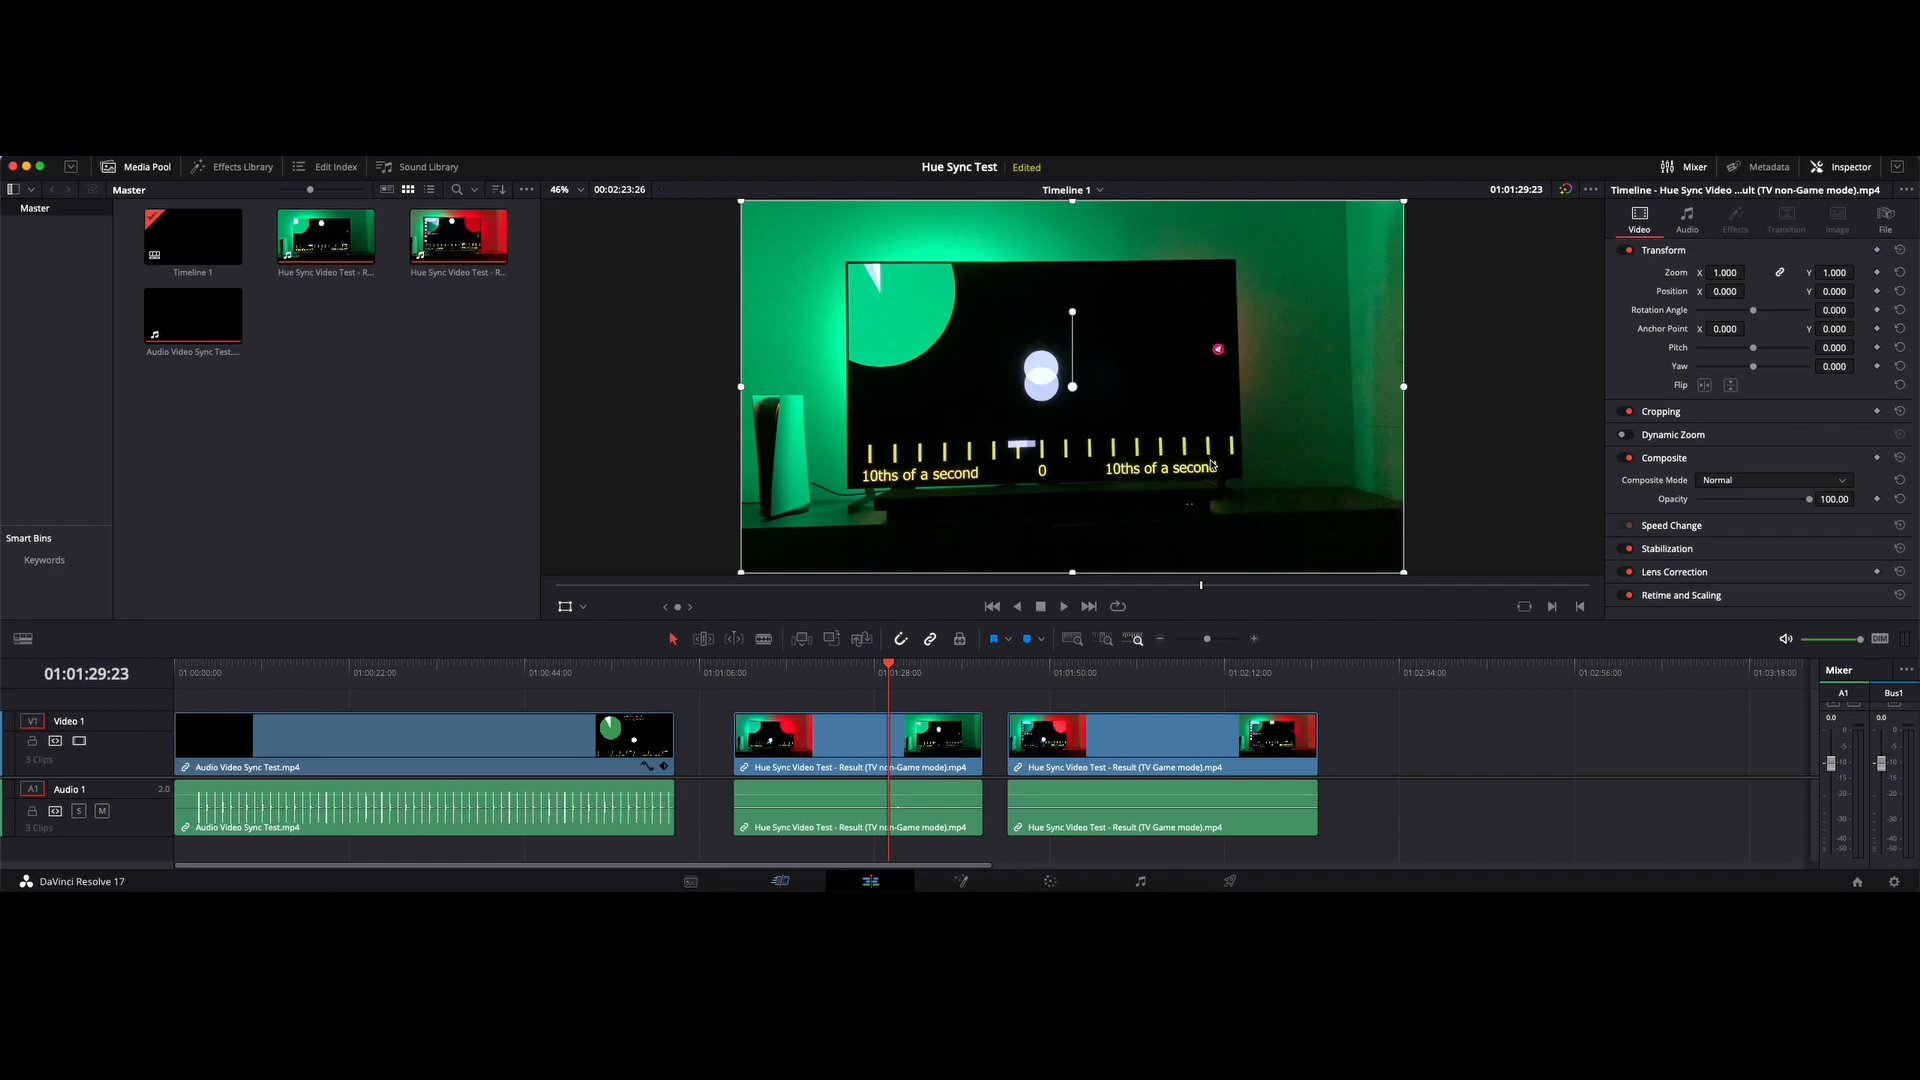 Media Pool
Effects Library
Edit Index
Sound Library
Hue Sync Test
Edited
Mixer
Metadata
Inspector
Master
46%
00:02:23:26
Timeline 1
01:01:29:23
Timeline - Hue Sync Video ...ult (TV non-Game mode).mp4
Master
Timeline 1
Hue Sync Video Test - R...
Hue Sync Video Test - R...
Audio Video Sync Test....
Smart Bins
Keywords
10ths of a second
0
10ths of a second
Video
Audio
Effects
Transition
Image
File
Transform
Zoom X 1.000 Y 1.000
Position X 0.000 Y 0.000
Rotation Angle 0.000
Anchor Point X 0.000 Y 0.000
Pitch 0.000
Yaw 0.000
Flip
Cropping
Dynamic Zoom
Composite
Composite Mode Normal
Opacity 100.00
Speed Change
Stabilization
Lens Correction
Retime and Scaling
DIM
01:01:29:23
01:00:00:00
01:00:22:00
01:00:44:00
01:01:06:00
01:01:28:00
01:01:50:00
01:02:12:00
01:02:34:00
01:02:56:00
01:03:18:00
V1 Video 1
3 Clips
Audio Video Sync Test.mp4
Hue Sync Video Test - Result (TV non-Game mode).mp4
Hue Sync Video Test - Result (TV Game mode).mp4
A1 Audio 1 2.0
S M
3 Clips
Audio Video Sync Test.mp4
Hue Sync Video Test - Result (TV non-Game mode).mp4
Hue Sync Video Test - Result (TV Game mode).mp4
Mixer
A1
Bus1
0.0
0.0
DaVinci Resolve 17